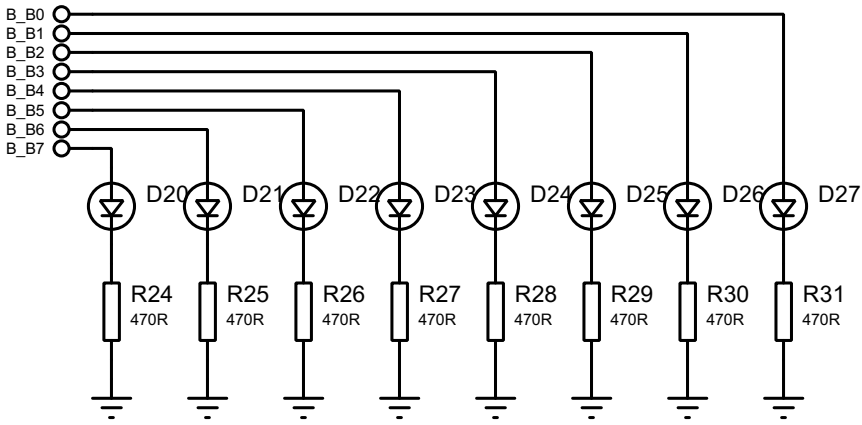 B_B0
B_B1
B_B2
B_B3
B_B4
B_B5
B_B6
B_B7
D20 D21 D22 D23 D24 D25 D26 D27
R24 R25 R26 R27 R28 R29 R30 R31
470R 470R 470R 470R 470R 470R 470R 470R